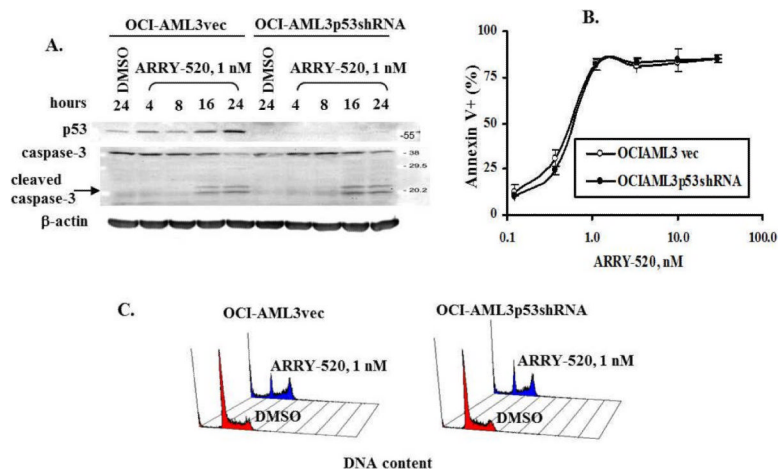 A.
OCI-AML3vec OCI-AML3p53shRNA
DMSO ARRY-520, 1 nM DMSO ARRY-520, 1 nM
hours 24 4 8 16 24 24 4 8 16 24
p53 -55
caspase-3 - 38
- 29.5
cleaved
caspase-3 - 20.2
β-actin
B.
Annexin V+ (%)
100
75
50
25
0
OCIAML3 vec
OCIAML3p53shRNA
0.1 1.0 10.0 100.0
ARRY-520, nM
C.
OCI-AML3vec OCI-AML3p53shRNA
ARRY-520, 1 nM ARRY-520, 1 nM
DMSO DMSO
DNA content